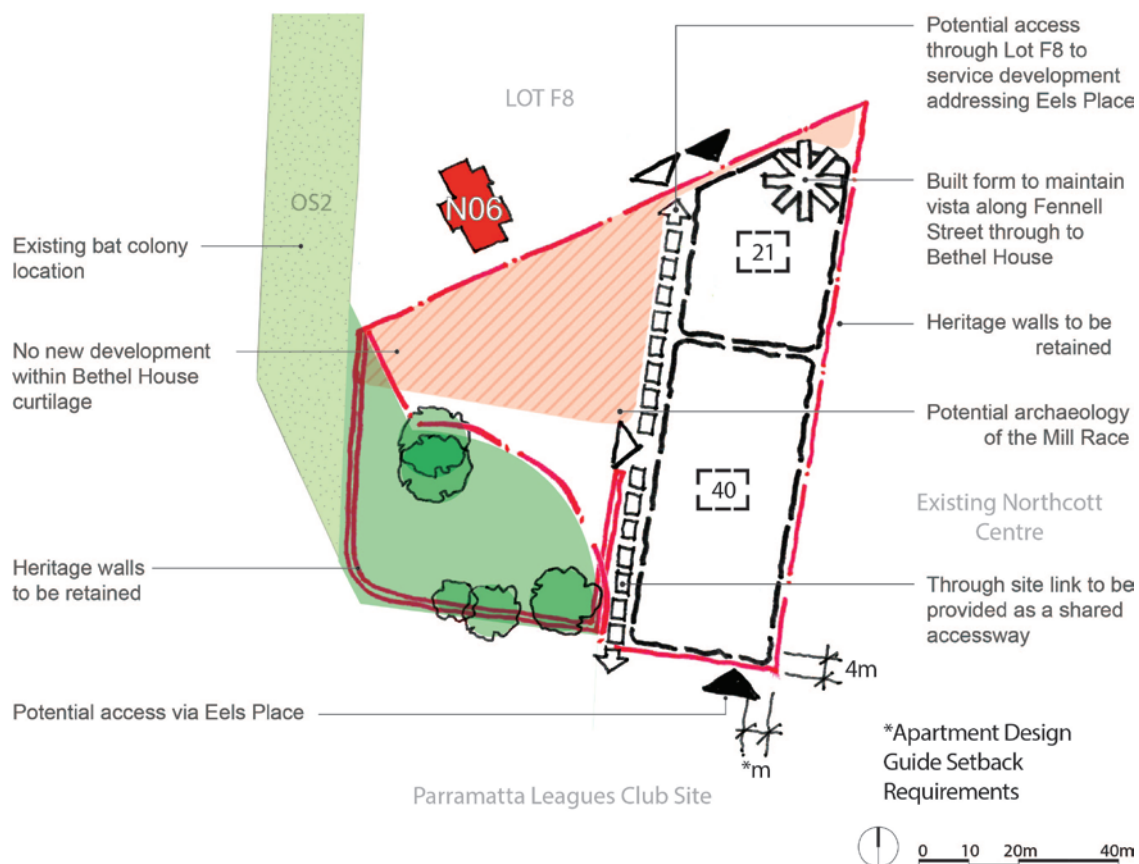 Potential access
through Lot F8 to
service development
addressing Eels Place
LOT F8
Built form to maintain
vista along Fennell
Street through to
Bethel House
OS2
N06
Existing bat colony
location
21
Heritage walls to be
retained
No new development
within Bethel House
curtilage
Potential archaeology
of the Mill Race
40
Existing Northcott
Centre
Heritage walls
to be retained
Through site link to be
provided as a shared
accessway
4m
Potential access via Eels Place
*m
*Apartment Design
Guide Setback
Requirements
Parramatta Leagues Club Site
0 10 20m 40m